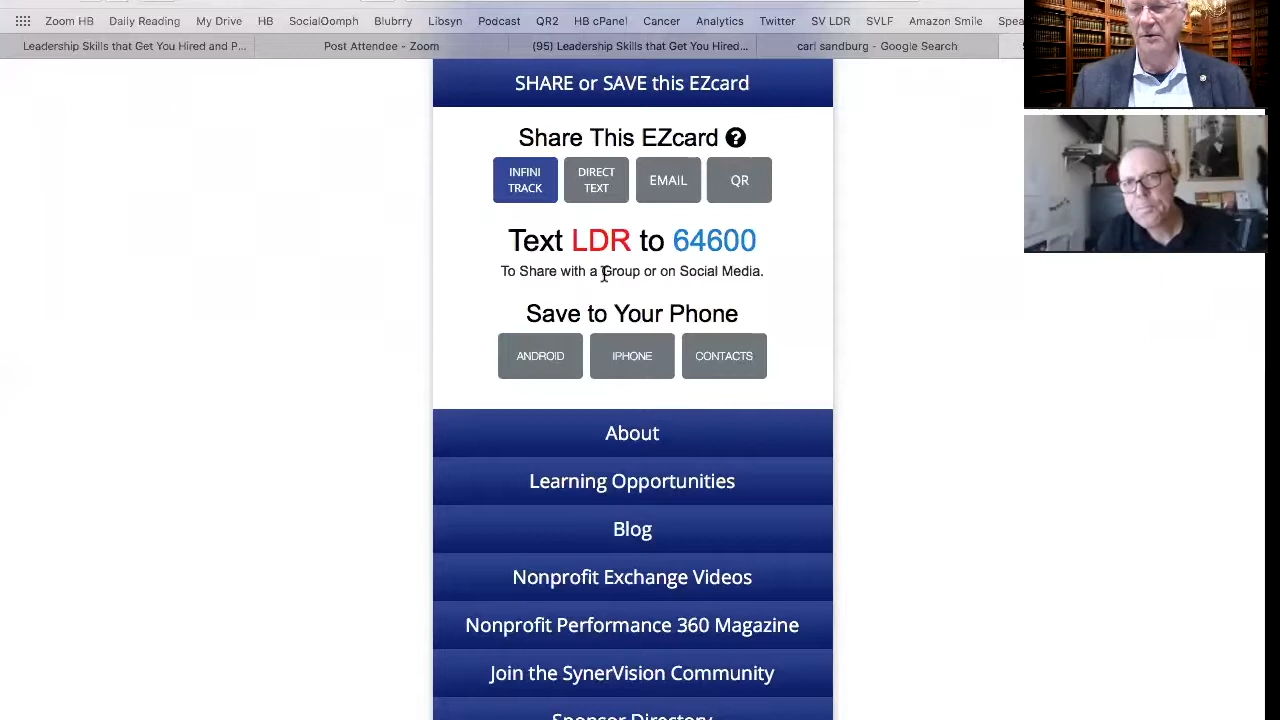 Zoom HB Daily Reading My Drive HB SocialOomph Blubrry Libsyn Podcast QR2 HB cPanel Cancer Analytics Twitter SV LDR SVLF Amazon Smile Spea
Leadership Skills that Get You Hired and P... Post Attendee - Zoom (95) Leadership Skills that Get You Hired... carl sandburg - Google Search
SHARE or SAVE this EZcard
Share This EZcard ?
INFINI TRACK
DIRECT TEXT
EMAIL
QR
Text LDR to 64600
To Share with a Group or on Social Media.
Save to Your Phone
ANDROID IPHONE CONTACTS
About
Learning Opportunities
Blog
Nonprofit Exchange Videos
Nonprofit Performance 360 Magazine
Join the SynerVision Community
Sponsor Directory